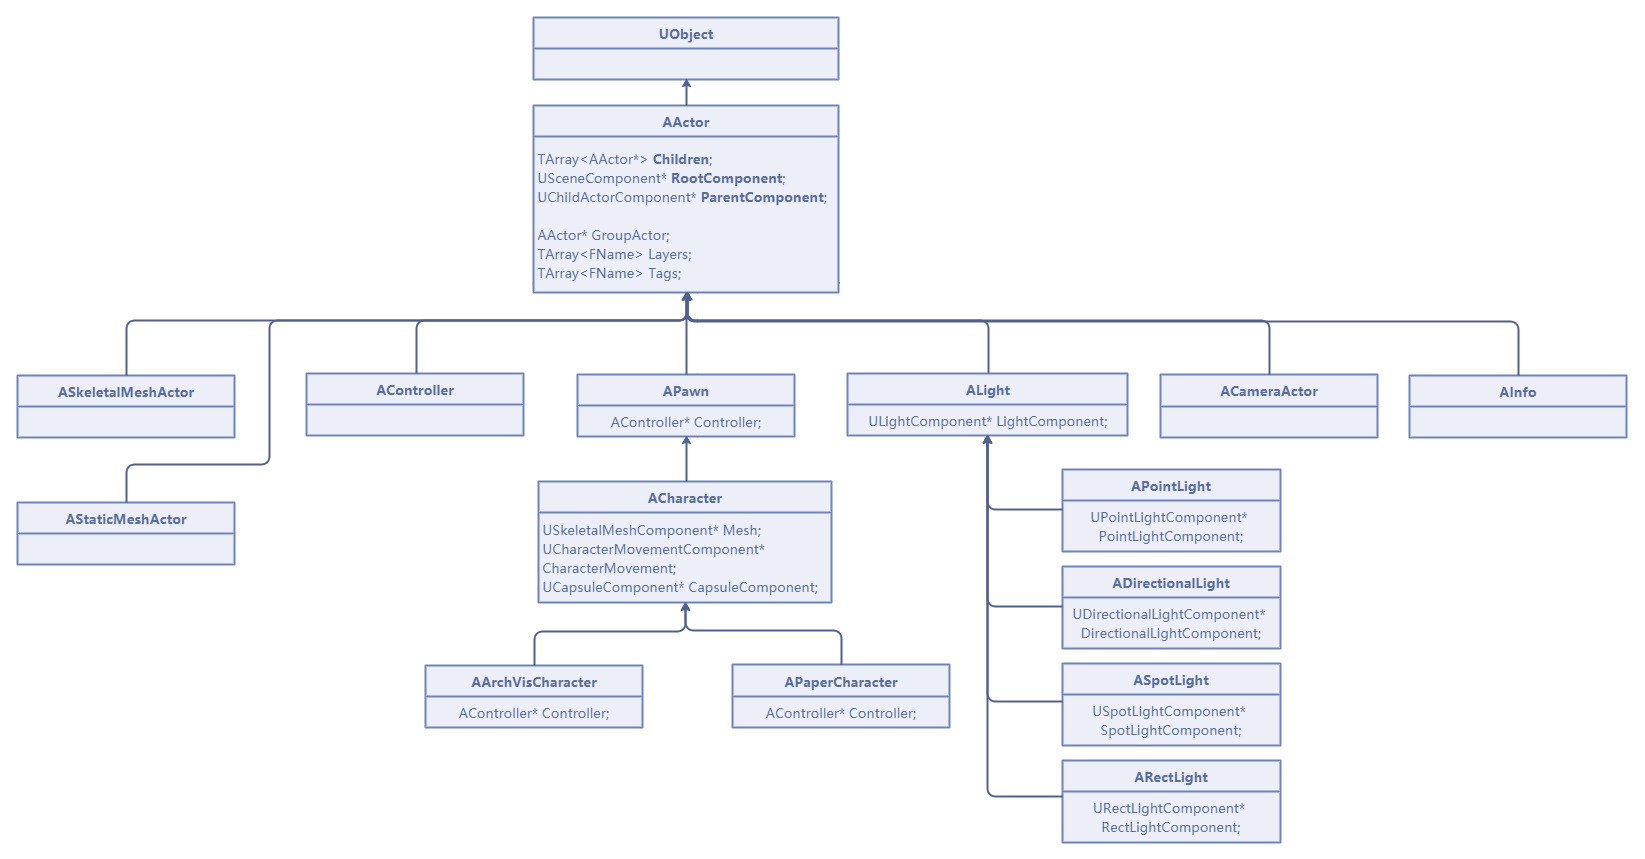 UObject
AActor
TArray<AActor*> Children;
USceneComponent* RootComponent;
UChildActorComponent* ParentComponent;
AActor* GroupActor;
TArray<FName> Layers;
TArray<FName> Tags;
ASkeletalMeshActor
AController
APawn
AController* Controller;
ALight
ULightComponent* LightComponent;
ACameraActor
AInfo
AStaticMeshActor
ACharacter
USkeletalMeshComponent* Mesh;
UCharacterMovementComponent*
CharacterMovement;
UCapsuleComponent* CapsuleComponent;
APointLight
UPointLightComponent*
PointLightComponent;
ADirectionalLight
UDirectionalLightComponent*
DirectionalLightComponent;
AArchVisCharacter
AController* Controller;
APaperCharacter
AController* Controller;
ASpotLight
USpotLightComponent*
SpotLightComponent;
ARectLight
URectLightComponent*
RectLightComponent;